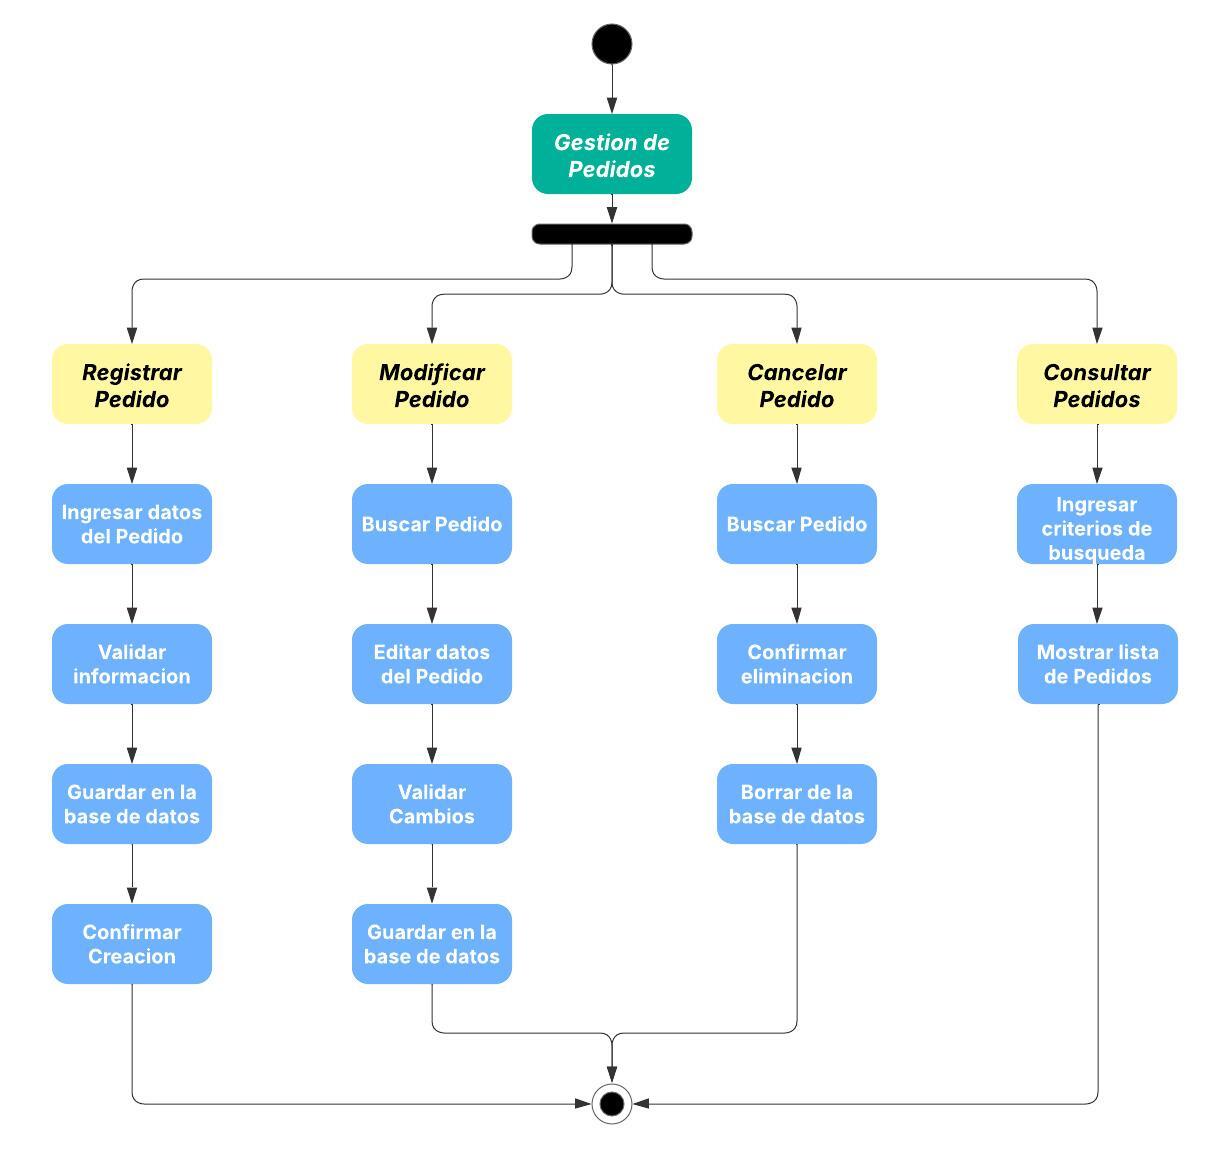 Gestion de
Pedidos
Registrar
Pedido
Modificar
Pedido
Cancelar
Pedido
Consultar
Pedidos
Ingresar datos
del Pedido
Buscar Pedido
Buscar Pedido
Ingresar
criterios de
busqueda
Validar
informacion
Editar datos
del Pedido
Confirmar
eliminacion
Mostrar lista
de Pedidos
Guardar en la
base de datos
Validar
Cambios
Borrar de la
base de datos
Confirmar
Creacion
Guardar en la
base de datos